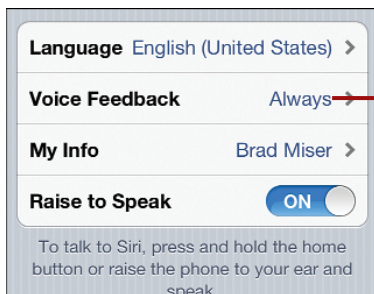 Language English (United States)
Voice Feedback Always
My Info Brad Miser
Raise to Speak ON
To talk to Siri, press and hold the home
button or raise the phone to your ear and
speak